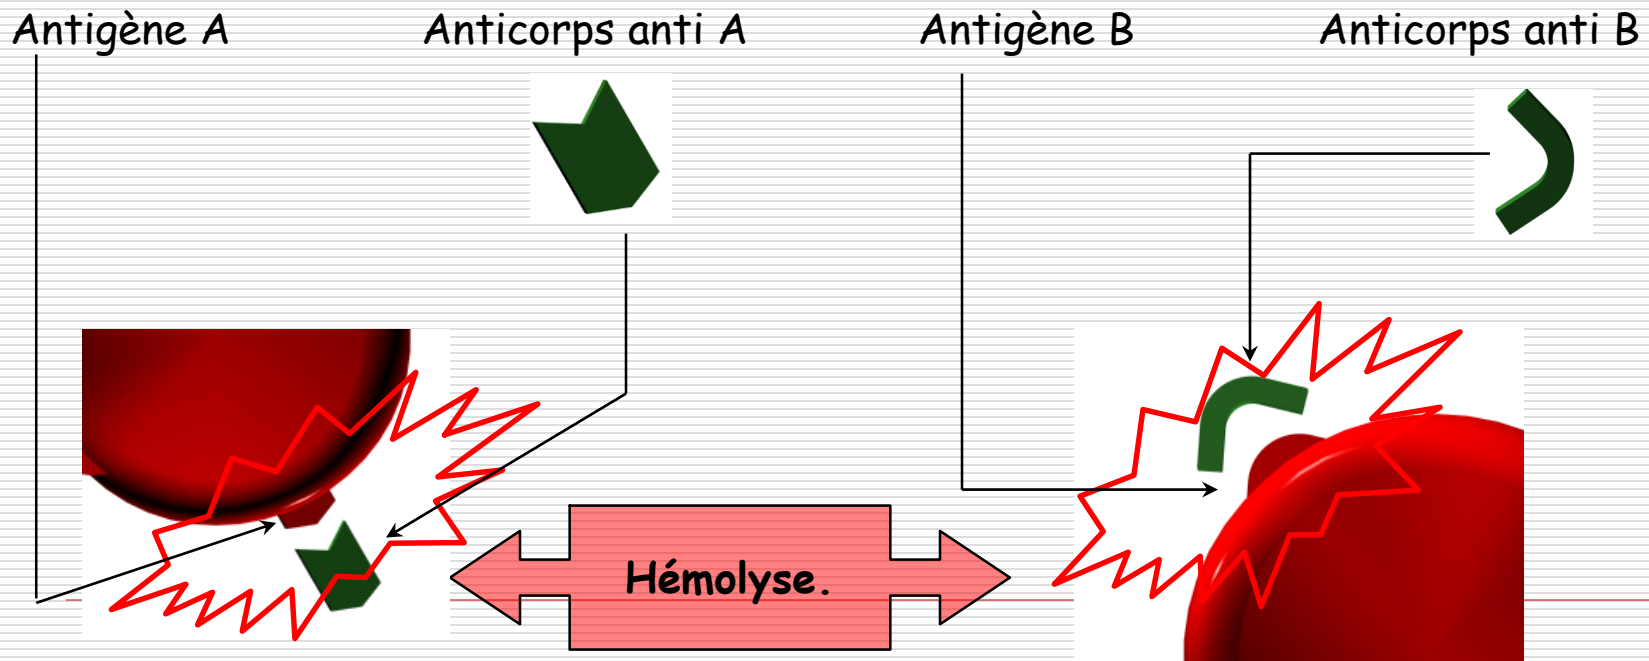 Antigène A
Anticorps anti A
Antigène B
Anticorps anti B
Hémolyse.